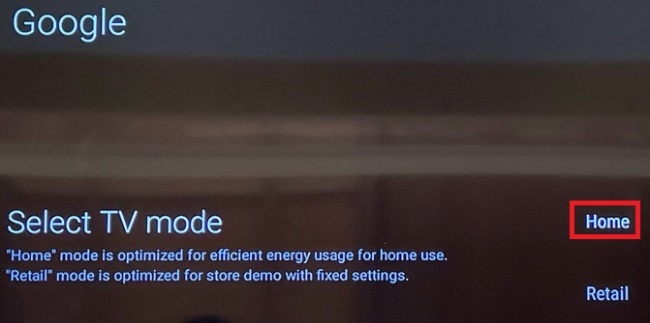 Google
Select TV mode
Home
"Home" mode is optimized for efficient energy usage for home use.
"Retail" mode is optimized for store demo with fixed settings.
Retail